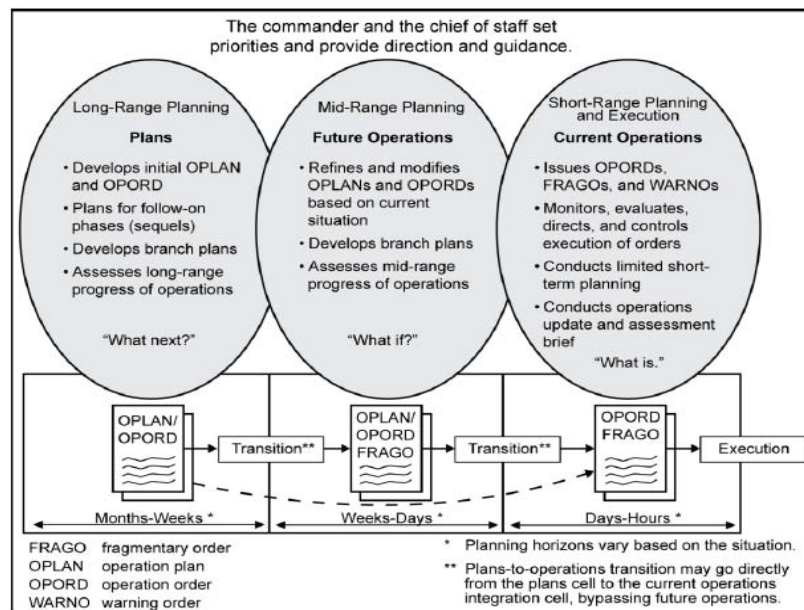 The commander and the chief of staff set
priorities and provide direction and guidance.
Long-Range Planning
Plans
• Develops initial OPLAN
and OPORD
• Plans for follow-on
phases (sequels)
• Develops branch plans
• Assesses long-range
progress of operations
"What next?"
Mid-Range Planning
Future Operations
• Refines and modifies
OPLANs and OPORDs
based on current
situation
• Develops branch plans
• Assesses mid-range
progress of operations
"What if?"
Short-Range Planning
and Execution
Current Operations
• Issues OPORDs,
FRAGOs, and WARNOs
• Monitors, evaluates,
directs, and controls
execution of orders
• Conducts limited short-
term planning
• Conducts operations
update and assessment
brief
"What is."
OPLAN/
OPORD
Transition**
OPLAN/
OPORD
FRAGO
Transition**
OPORD
FRAGO
Execution
Months-Weeks *
Weeks-Days *
Days-Hours *
FRAGO fragmentary order
OPLAN operation plan
OPORD operation order
WARNO warning order
* Planning horizons vary based on the situation.
** Plans-to-operations transition may go directly
from the plans cell to the current operations
integration cell, bypassing future operations.